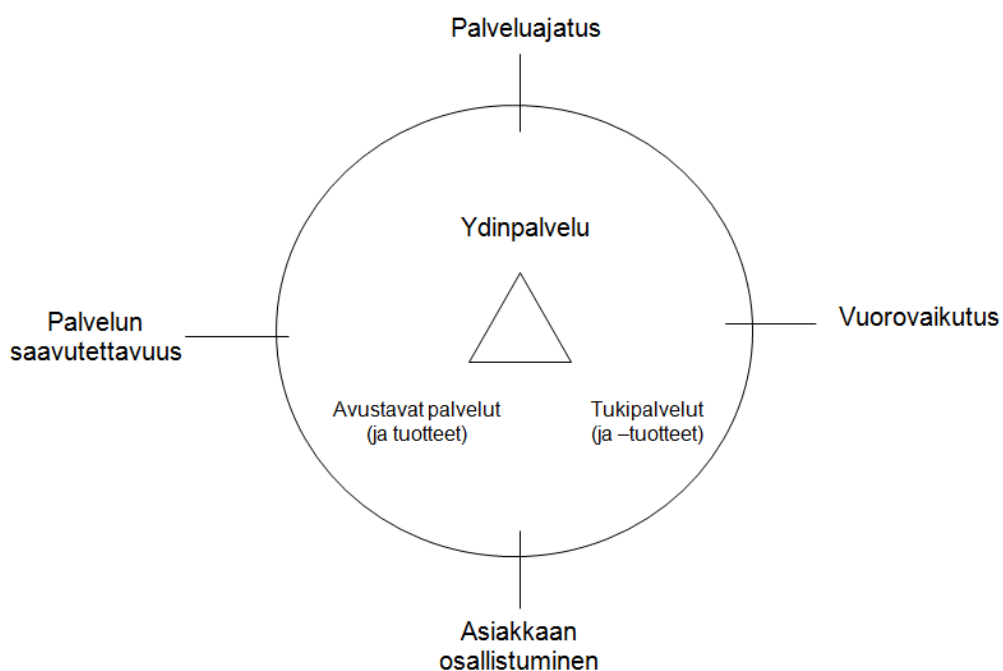 Palveluajatus
Ydinpalvelu
Palvelun
saavutettavuus
Vuorovaikutus
Avustavat palvelut
(ja tuotteet)
Tukipalvelut
(ja –tuotteet)
Asiakkaan
osallistuminen